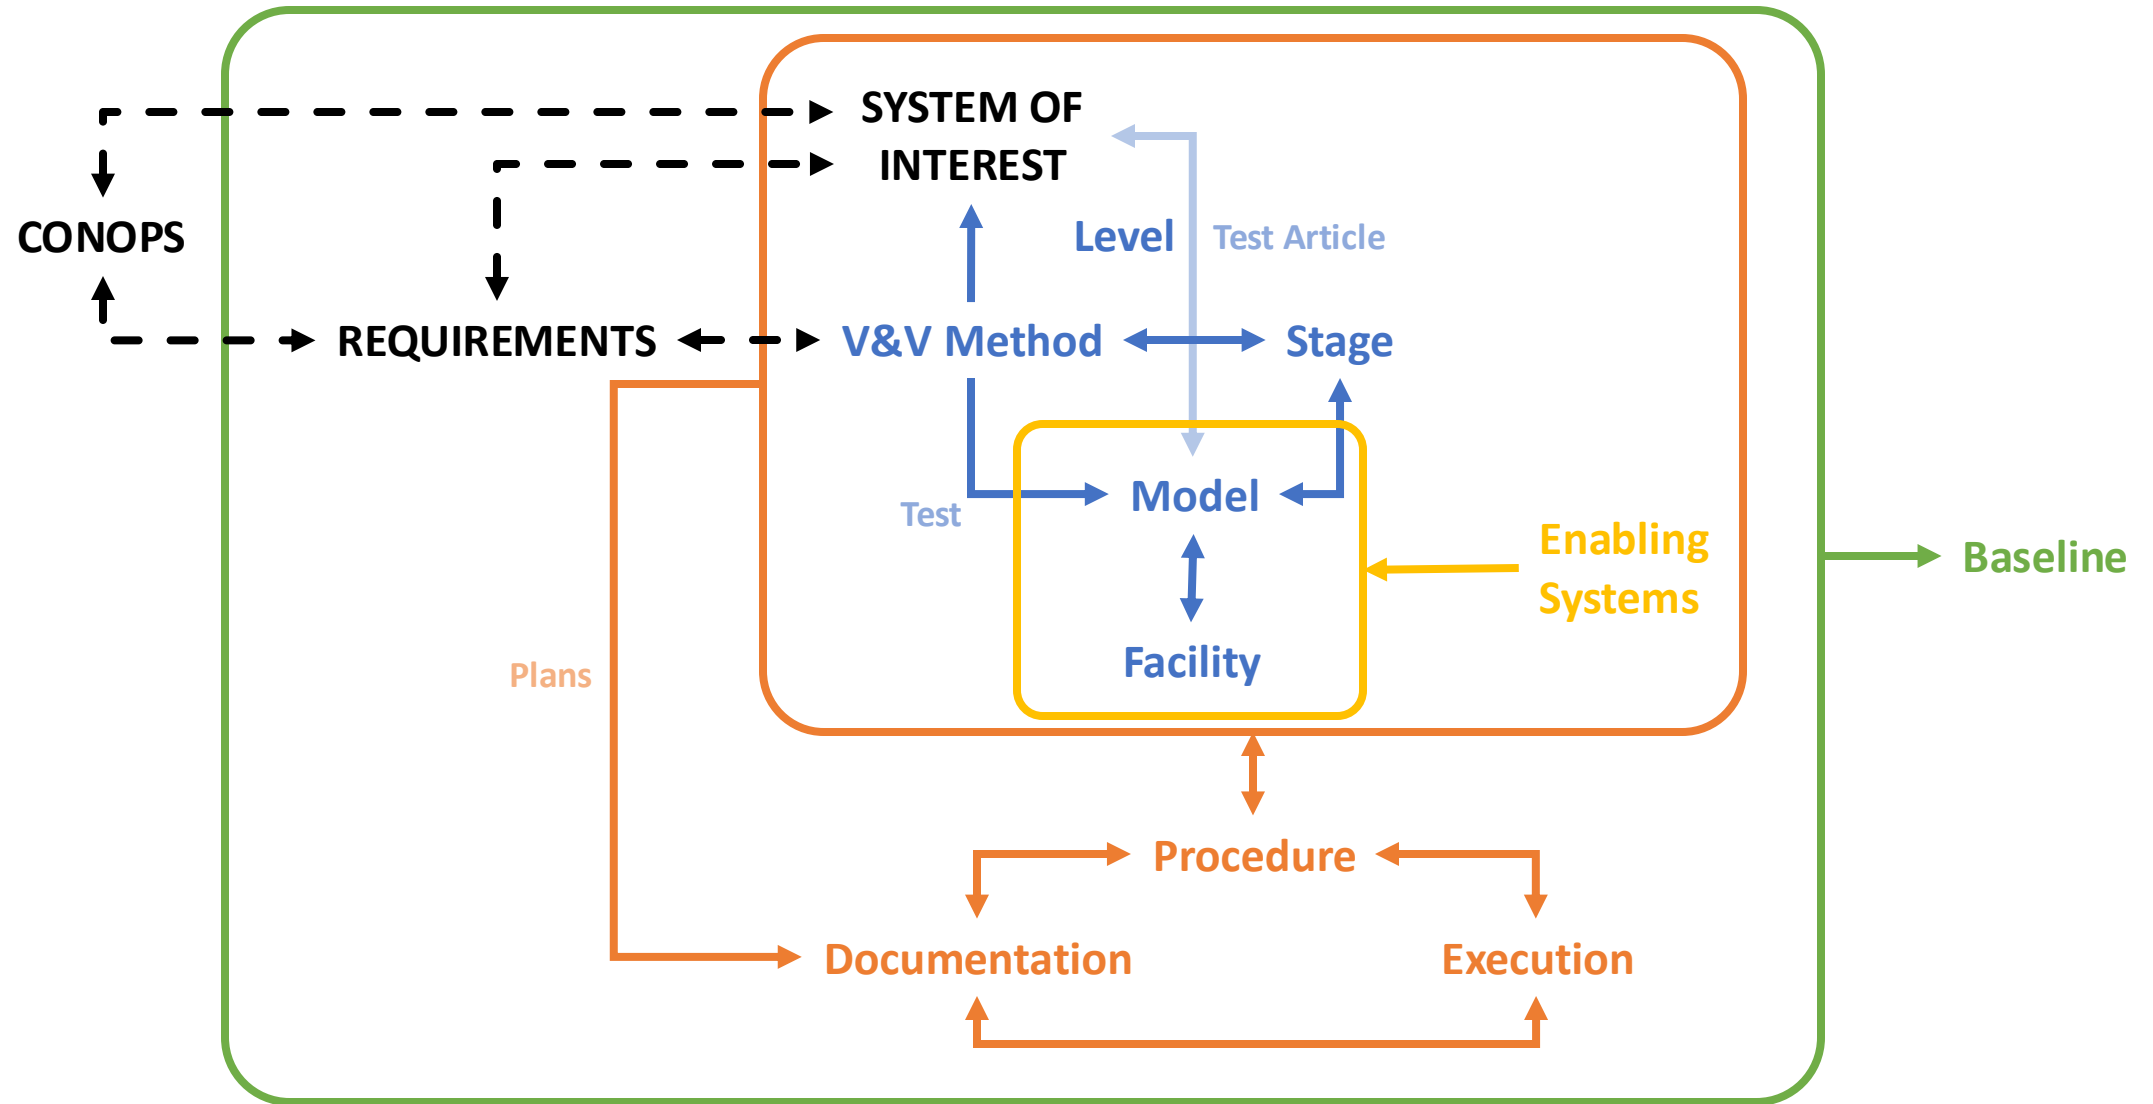 SYSTEM OF
INTEREST
CONOPS
Level
Test Article
REQUIREMENTS
V&V Method
Stage
Model
Test
Enabling
Systems
Baseline
Facility
Plans
Procedure
Documentation
Execution